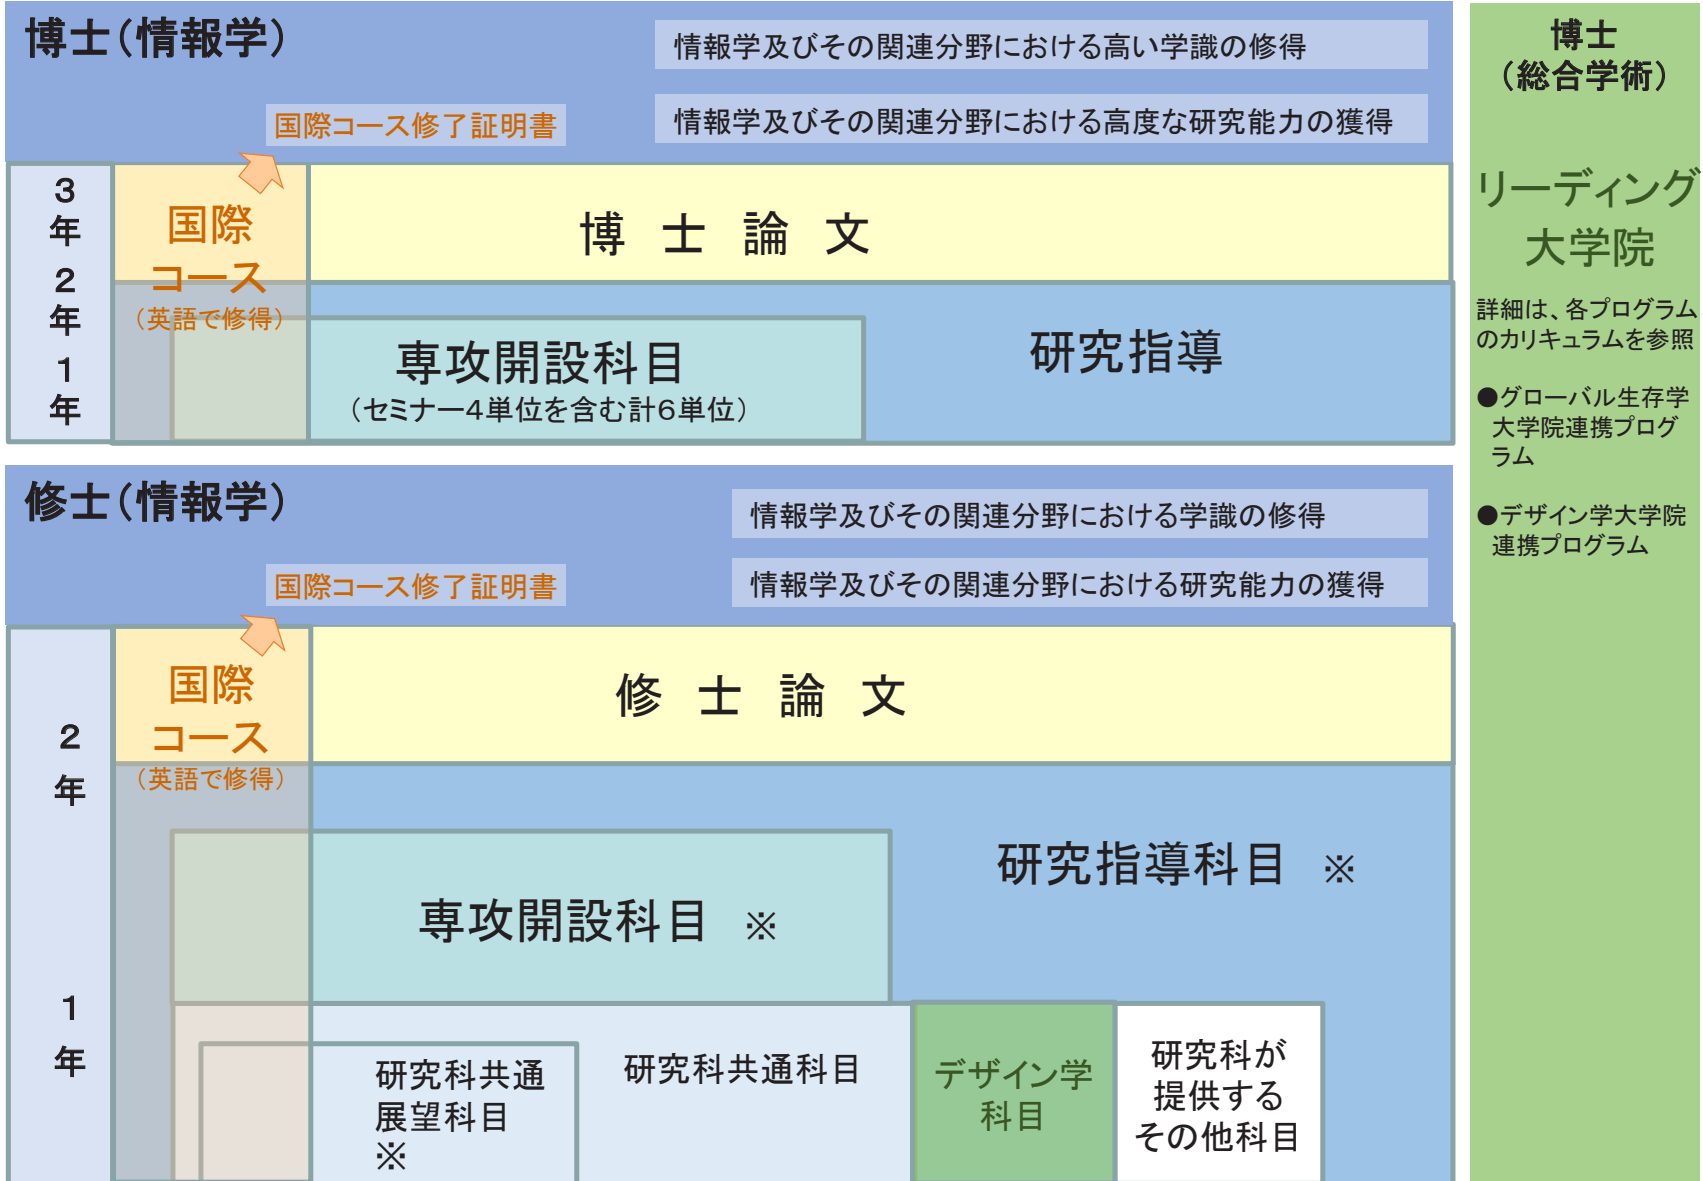 博士（情報学）
情報学及びその関連分野における高い学識の修得
国際コース修了証明書
情報学及びその関連分野における高度な研究能力の獲得
３
年
２
年
１
年
国際
コース
（英語で修得）
博 士 論 文
専攻開設科目
（セミナー４単位を含む計６単位）
研究指導
修士（情報学）
情報学及びその関連分野における学識の修得
国際コース修了証明書
情報学及びその関連分野における研究能力の獲得
２
年
１
年
国際
コース
（英語で修得）
修 士 論 文
研究指導科目 ※
専攻開設科目 ※
研究科共通
展望科目
※
研究科共通科目
デザイン学
科目
研究科が
提供する
その他科目
博士
（総合学術）
リーディング
大学院
詳細は、各プログラム
のカリキュラムを参照
●グローバル生存学
大学院連携プログ
ラム
●デザイン学大学院
連携プログラム